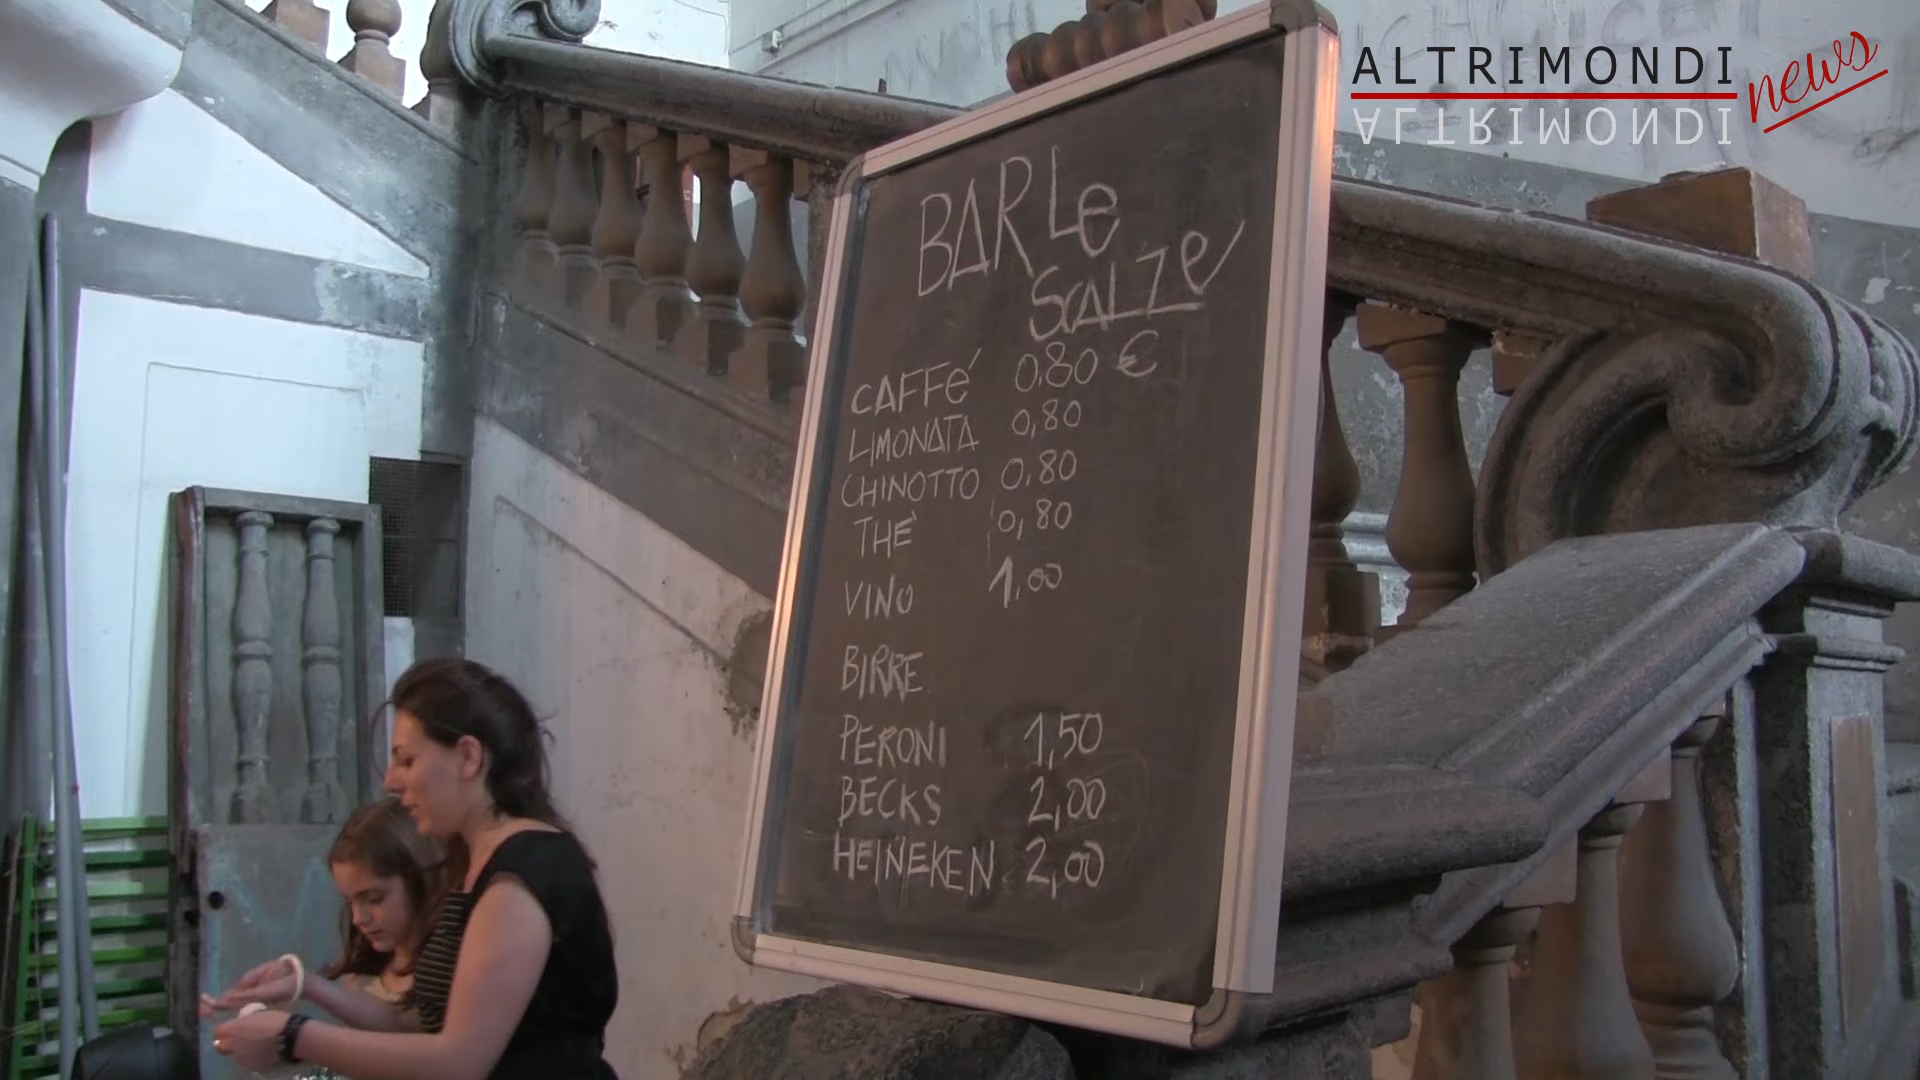 ALTRIMONDI news
ALTRIMONDI
BAR Le
SCALZe
CAFFé 0,80 €
LIMONATA 0,80
CHINOTTO 0,80
THE' 0,80
VINO 1,00
BIRRE
PERONI 1,50
BECKS 2,00
HEINEKEN 2,00